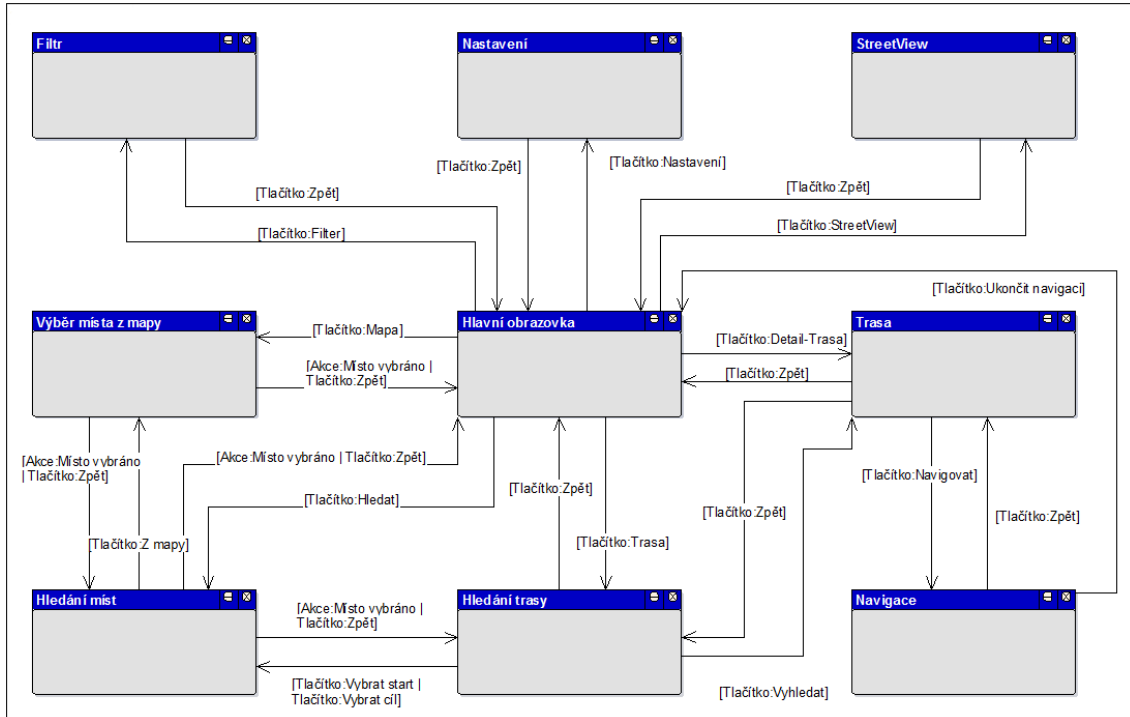 Filtr
Nastavení
StreetView
[Tlačítko:Zpět]
[Tlačítko:Nastavení]
[Tlačítko:Zpět]
[Tlačítko:Zpět]
[Tlačítko:Filter]
[Tlačítko:StreetView]
[Tlačítko:Ukončit navigaci]
Výběr místa z mapy
Hlavní obrazovka
Trasa
[Tlačítko:Mapa]
[Tlačítko:Detail-Trasa]
[Akce:Místo vybráno |
Tlačítko:Zpět]
[Tlačítko:Zpět]
[Akce:Místo vybráno
| Tlačítko:Zpět]
[Akce:Místo vybráno | Tlačítko:Zpět]
[Tlačítko:Zpět]
[Tlačítko:Navigovat]
[Tlačítko:Hledat]
[Tlačítko:Zpět]
[Tlačítko:Zpět]
[Tlačítko:Z mapy]
[Tlačítko:Trasa]
Hledání míst
Hledání trasy
Navigace
[Akce:Místo vybráno |
Tlačítko:Zpět]
[Tlačítko:Vybrat start |
Tlačítko:Vybrat cíl]
[Tlačítko:Vyhledat]